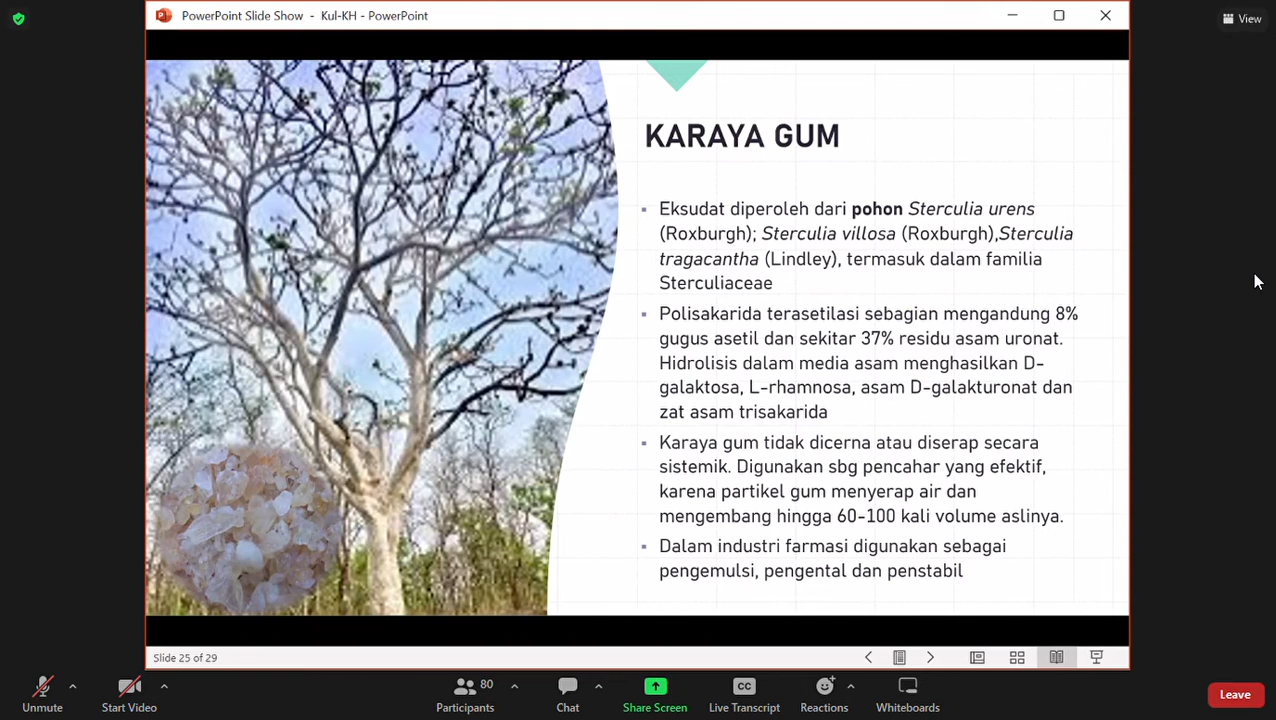 PowerPoint Slide Show - Kul-KH - PowerPoint
View
KARAYA GUM
Eksudat diperoleh dari pohon Sterculia urens
(Roxburgh); Sterculia villosa (Roxburgh),Sterculia
tragacantha (Lindley), termasuk dalam familia
Sterculiaceae
Polisakarida terasetilasi sebagian mengandung 8%
gugus asetil dan sekitar 37% residu asam uronat.
Hidrolisis dalam media asam menghasilkan D-
galaktosa, L-rhamnosa, asam D-galakturonat dan
zat asam trisakarida
Karaya gum tidak dicerna atau diserap secara
sistemik. Digunakan sbg pencahar yang efektif,
karena partikel gum menyerap air dan
mengembang hingga 60-100 kali volume aslinya.
Dalam industri farmasi digunakan sebagai
pengemulsi, pengental dan penstabil
Slide 25 of 29
Unmute
Start Video
Participants 80
Chat
Share Screen
CC Live Transcript
Reactions
Whiteboards
Leave